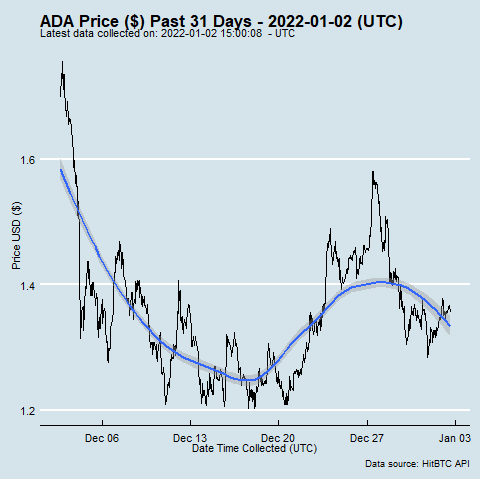 ADA Price ($) Past 31 Days - 2022-01-02 (UTC)
Latest data collected on: 2022-01-02 15:00:08 - UTC
1.6
1.4
1.2
Price USD ($)
Dec 06 Dec 13 Dec 20 Dec 27 Jan 03
Date Time Collected (UTC)
Data source: HitBTC API